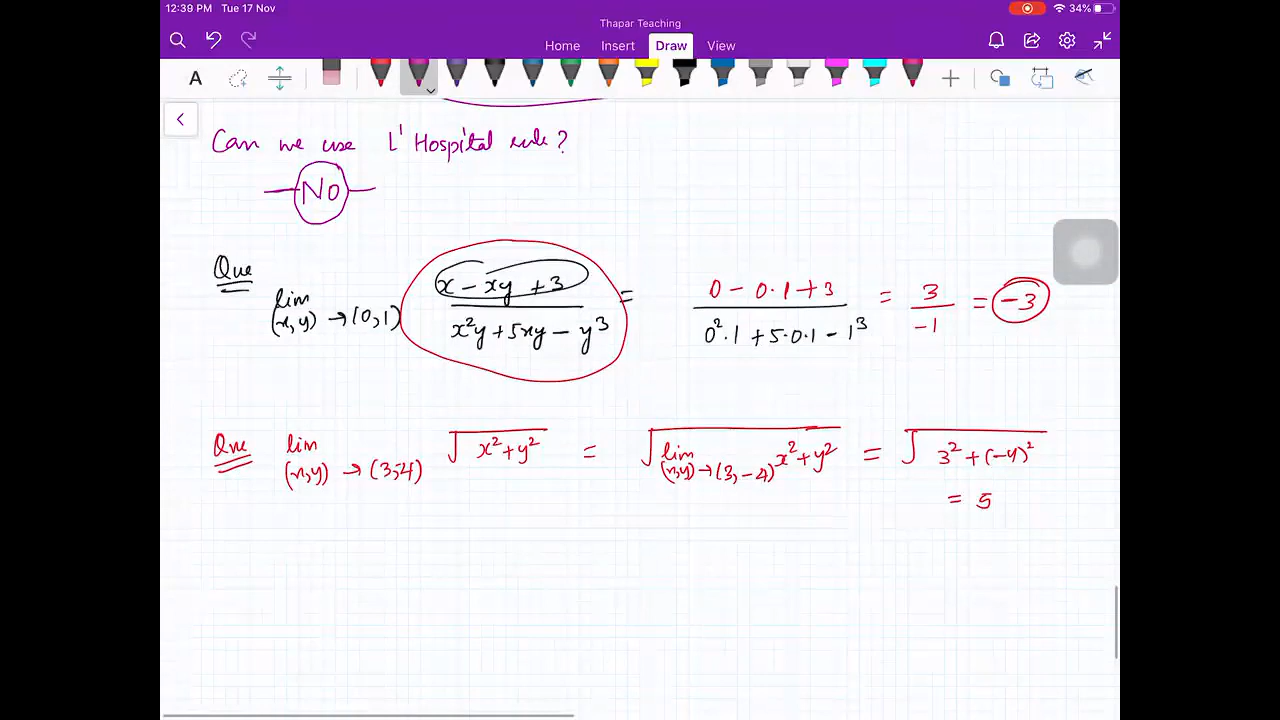 12:39 PM Tue 17 Nov 34%
Thapar Teaching
Home Insert Draw View
A
Can we use L' Hospital rule?
No
Que lim (x,y) → (0,1) x - xy + 3 / x²y + 5xy - y³ = 0 - 0.1 + 3 / 0².1 + 5.0.1 - 1³ = 3 / -1 = -3
Que lim (x,y) → (3,4) √x² + y² = √lim (x,y) → (3,-4) x² + y² = √3² + (-4)²
= 5